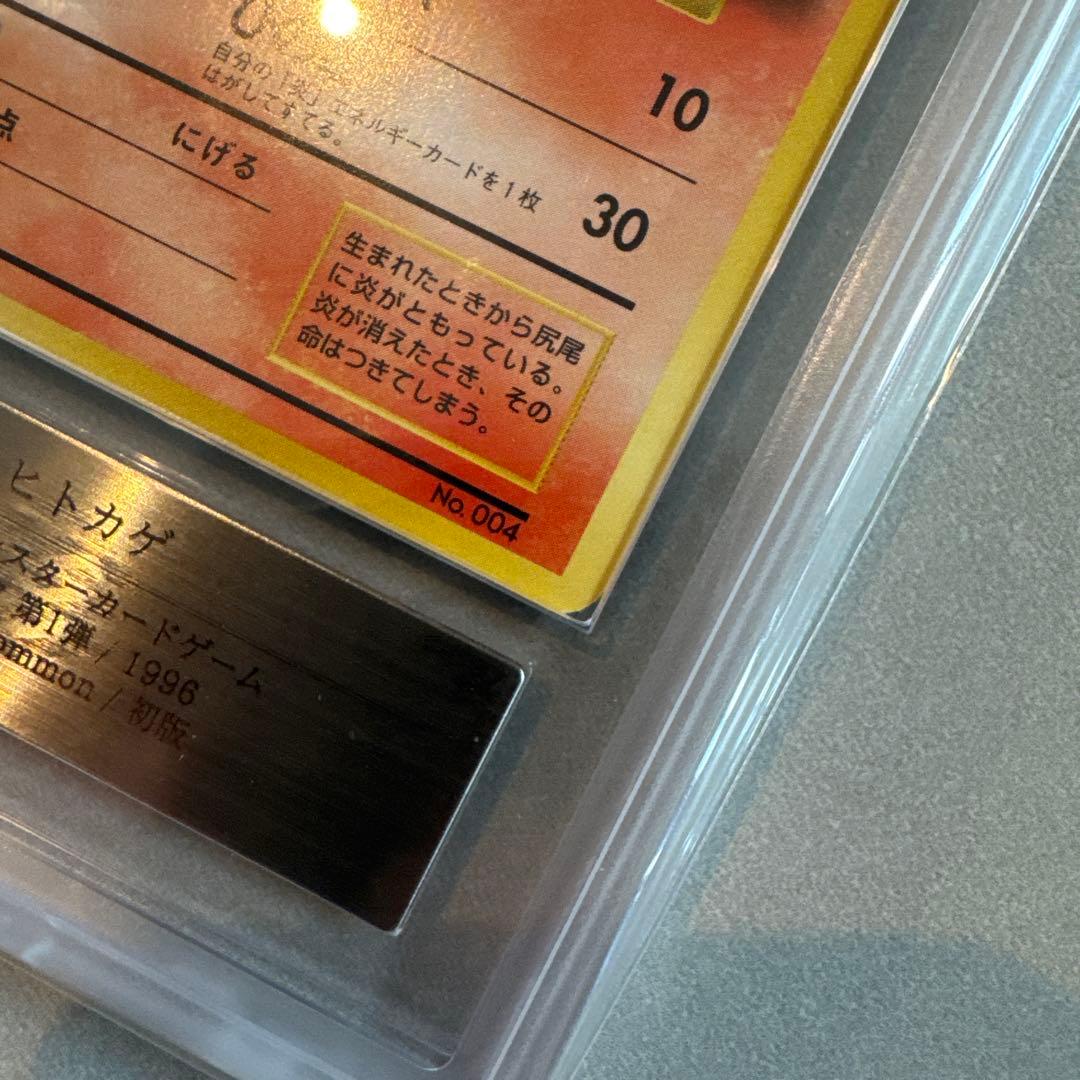 10
自分の「炎」エネルギーカードを1枚
はがしてすてる。
30
点
にげる
生まれたときから尻尾
に炎がともっている。
炎が消えたとき、その
命はつきてしまう。
No. 004
ヒトカゲ
スターカードゲーム
第1弾 / 1996
ommon / 初版